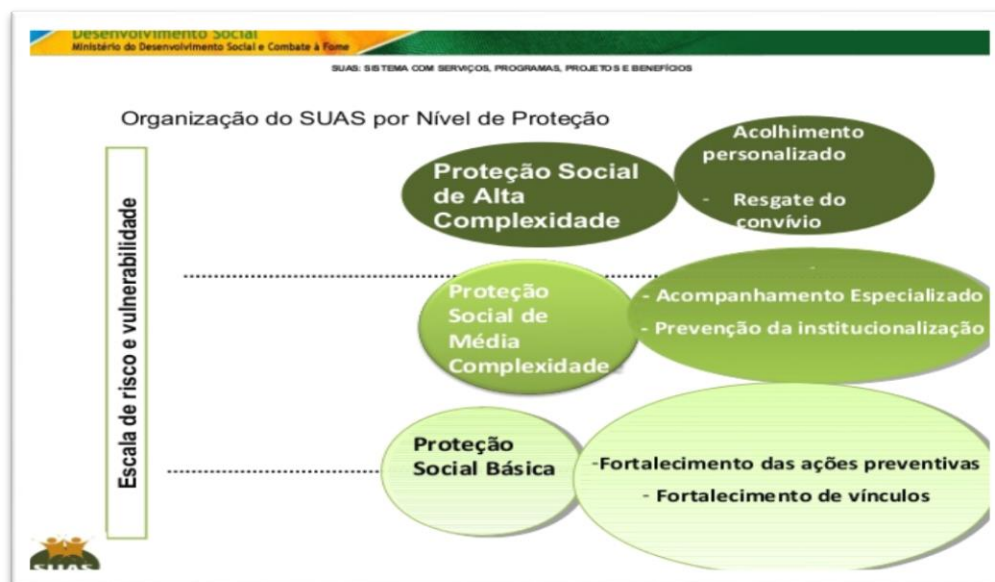 Desenvolvimento Social
Ministério do Desenvolvimento Social e Combate à Fome
SUAS: SISTEMA COM SERVIÇOS, PROGRAMAS, PROJETOS E BENEFÍCIOS
Organização do SUAS por Nível de Proteção
Escala de risco e vulnerabilidade
Proteção Social
de Alta
Complexidade
Acolhimento
personalizado
- Resgate do
convívio
Proteção
Social de
Média
Complexidade
-
- Acompanhamento Especializado
- Prevenção da institucionalização
Proteção
Social Básica
-Fortalecimento das ações preventivas
- Fortalecimento de vínculos
SUAS